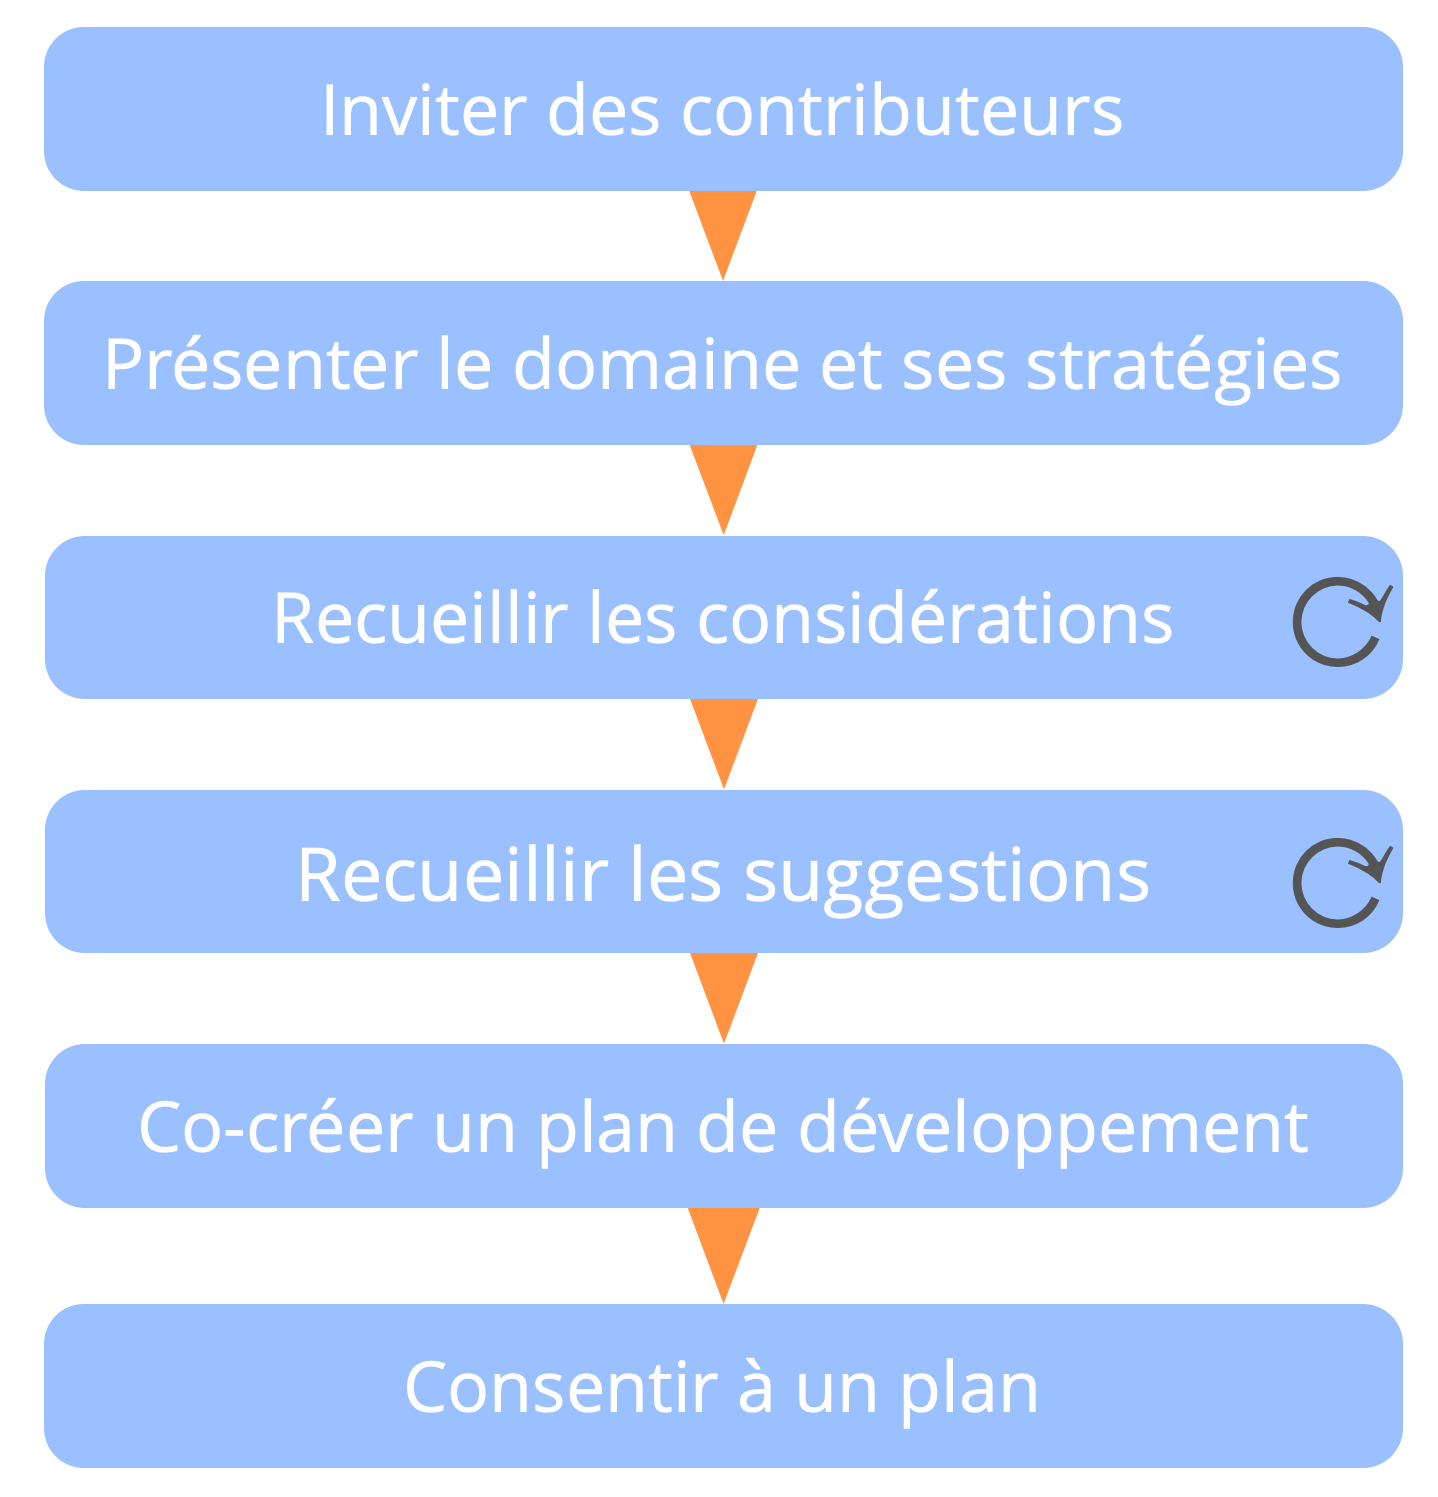 Inviter des contributeurs
Présenter le domaine et ses stratégies
Recueillir les considérations
Recueillir les suggestions
Co-créer un plan de développement
Consentir à un plan